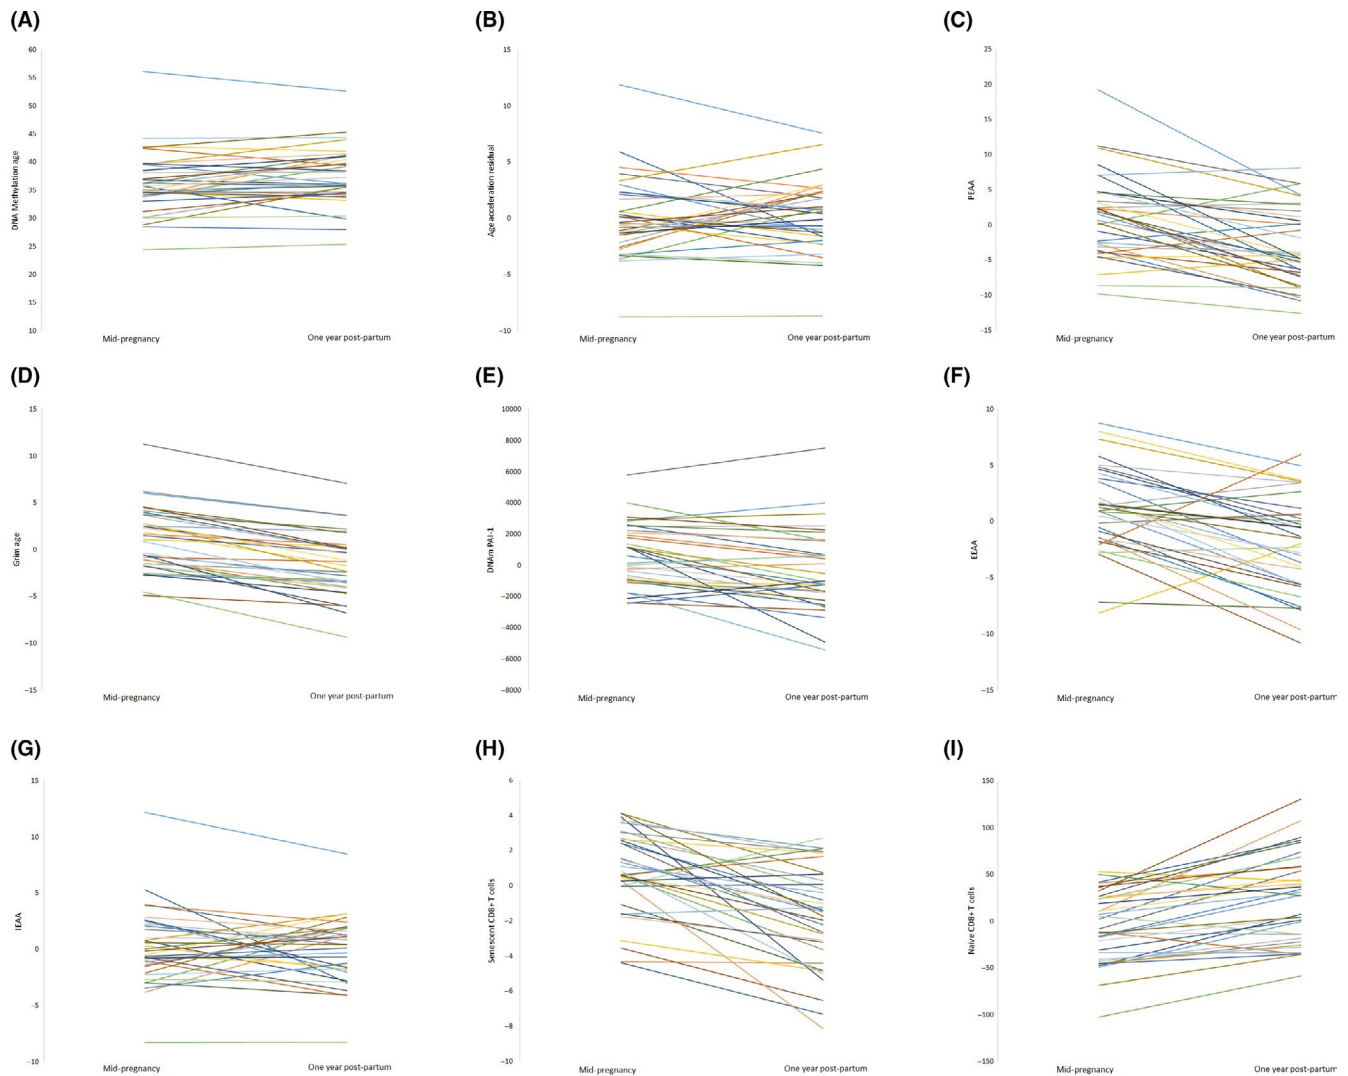 (A)
(B)
(C)
60
55
50
45
40
35
30
25
20
15
10
DNA Methylation age
Mid-pregnancy
One year post-partum
15
10
5
0
−5
−10
Age acceleration residual
Mid-pregnancy
One year post-partum
25
20
15
10
5
0
−5
−10
−15
PEAA
Mid-pregnancy
One year post-partum
(D)
(E)
(F)
15
10
5
0
−5
−10
−15
Grim age
Mid-pregnancy
One year post-partum
10000
8000
6000
4000
2000
0
−2000
−4000
−6000
−8000
DNAm PAI-1
Mid-pregnancy
One year post-partum
10
5
0
−5
−10
−15
EEAA
Mid-pregnancy
One year post-partum
(G)
(H)
(I)
15
10
5
0
−5
−10
IEAA
Mid-pregnancy
One year post-partum
6
4
2
0
−2
−4
−6
−8
−10
Senescent CD8+ T cells
Mid-pregnancy
One year post-partum
150
100
50
0
−50
−100
−150
Naive CD8+ T cells
Mid-pregnancy
One year post-partum